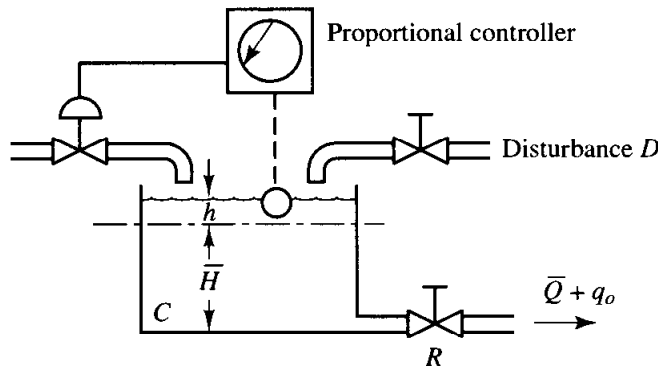 Proportional controller
Disturbance D
h
H̅
C
Q̅ + qₒ
R